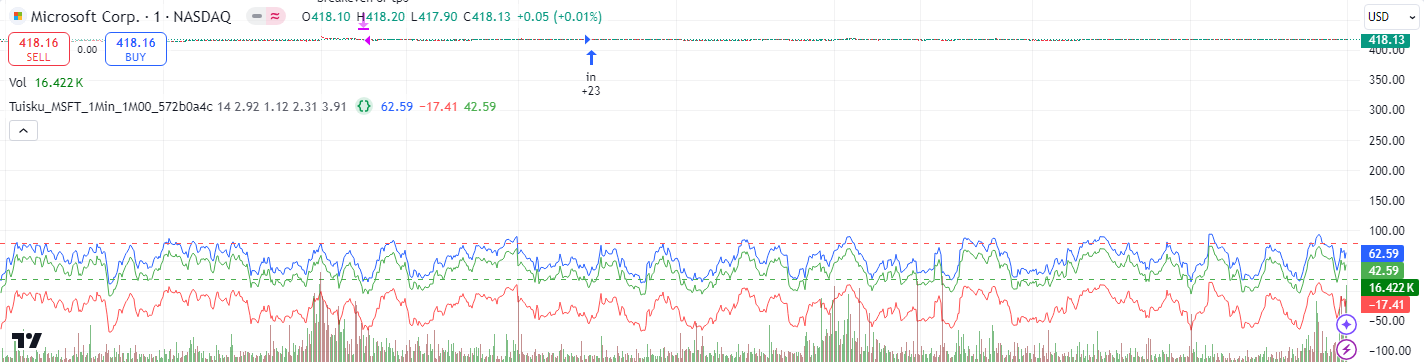 Microsoft Corp. · 1 · NASDAQ O418.10 H418.20 L417.90 C418.13 +0.05 (+0.01%)
USD
418.16
SELL
0.00
418.16
BUY
Vol 16.422 K
Tuisku_MSFT_1Min_1M00_572b0a4c 14 2.92 1.12 2.31 3.91 {} 62.59 −17.41 42.59
in
+23
418.13
400.00
350.00
300.00
250.00
200.00
150.00
100.00
62.59
42.59
16.422 K
−17.41
−50.00
−100.00